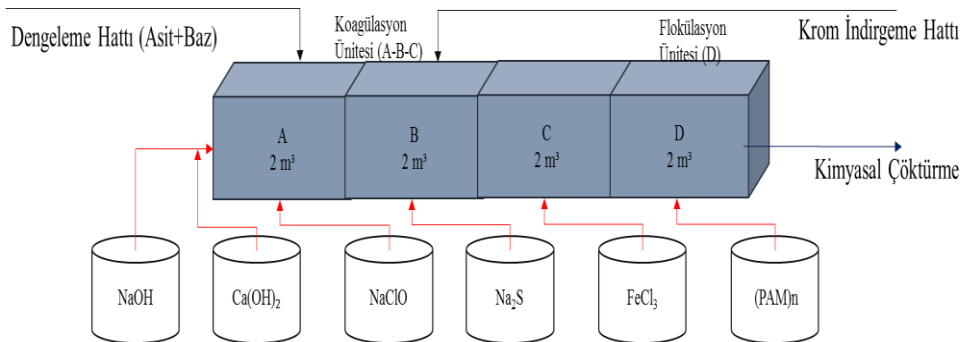 Dengeleme Hattı (Asit+Baz)
Koagülasyon
Ünitesi (A-B-C)
Flokülasyon
Ünitesi (D)
Krom İndirgeme Hattı
A
2 m³
B
2 m³
C
2 m³
D
2 m³
Kimyasal Çöktürme
NaOH
Ca(OH)₂
NaClO
Na₂S
FeCl₃
(PAM)n